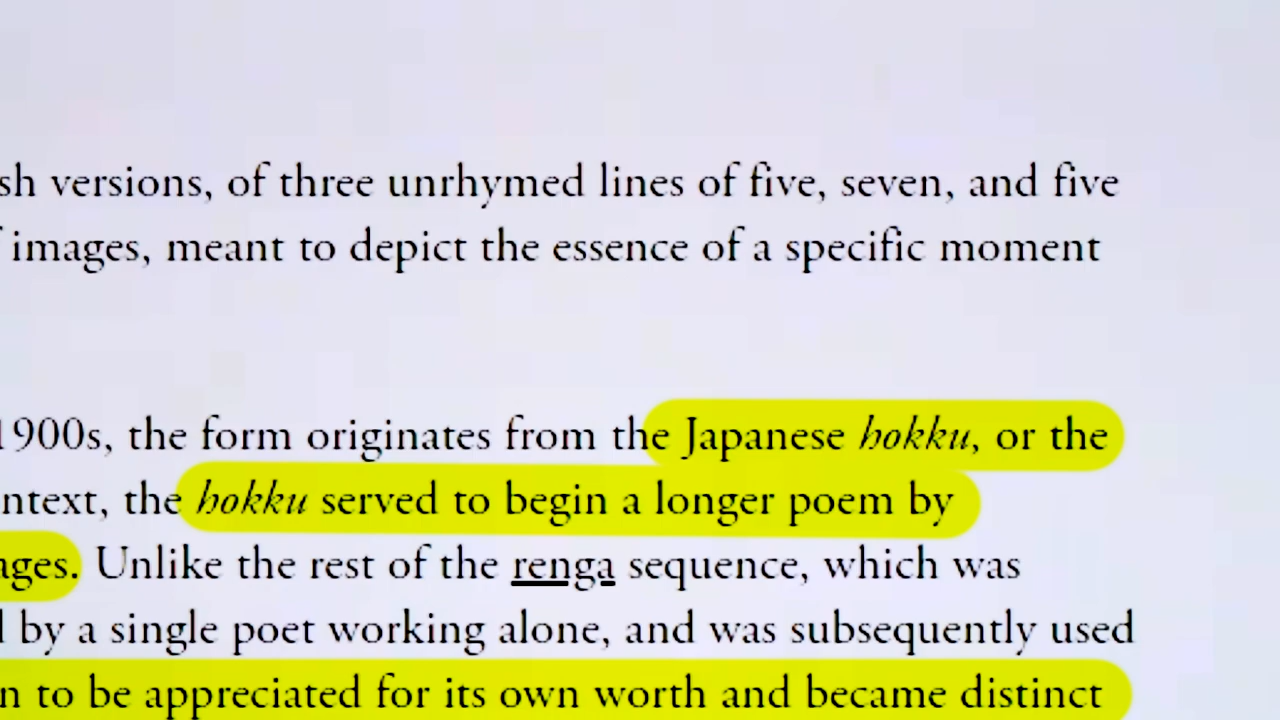 sh versions, of three unrhymed lines of five, seven, and five
images, meant to depict the essence of a specific moment
1900s, the form originates from the Japanese hokku, or the
ntext, the hokku served to begin a longer poem by
ages. Unlike the rest of the renga sequence, which was
d by a single poet working alone, and was subsequently used
n to be appreciated for its own worth and became distinct